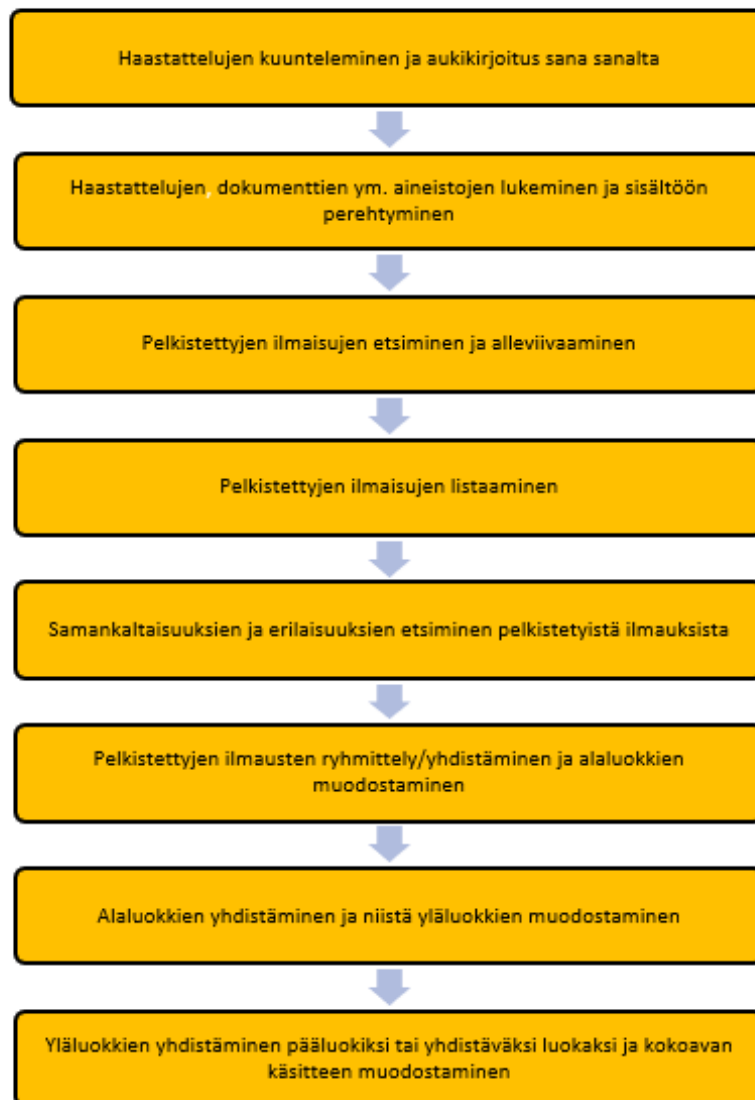 Haastattelujen kuunteleminen ja aukikirjoitus sana sanalta
Haastattelujen, dokumenttien ym. aineistojen lukeminen ja sisältöön
perehtyminen
Pelkistettyjen ilmaisujen etsiminen ja alleviivaaminen
Pelkistettyjen ilmaisujen listaaminen
Samankaltaisuuksien ja erilaisuuksien etsiminen pelkistetyistä ilmauksista
Pelkistettyjen ilmausten ryhmittely/yhdistäminen ja alaluokkien
muodostaminen
Alaluokkien yhdistäminen ja niistä yläluokkien muodostaminen
Yläluokkien yhdistäminen pääluokiksi tai yhdistäväksi luokaksi ja kokoavan
käsitteen muodostaminen